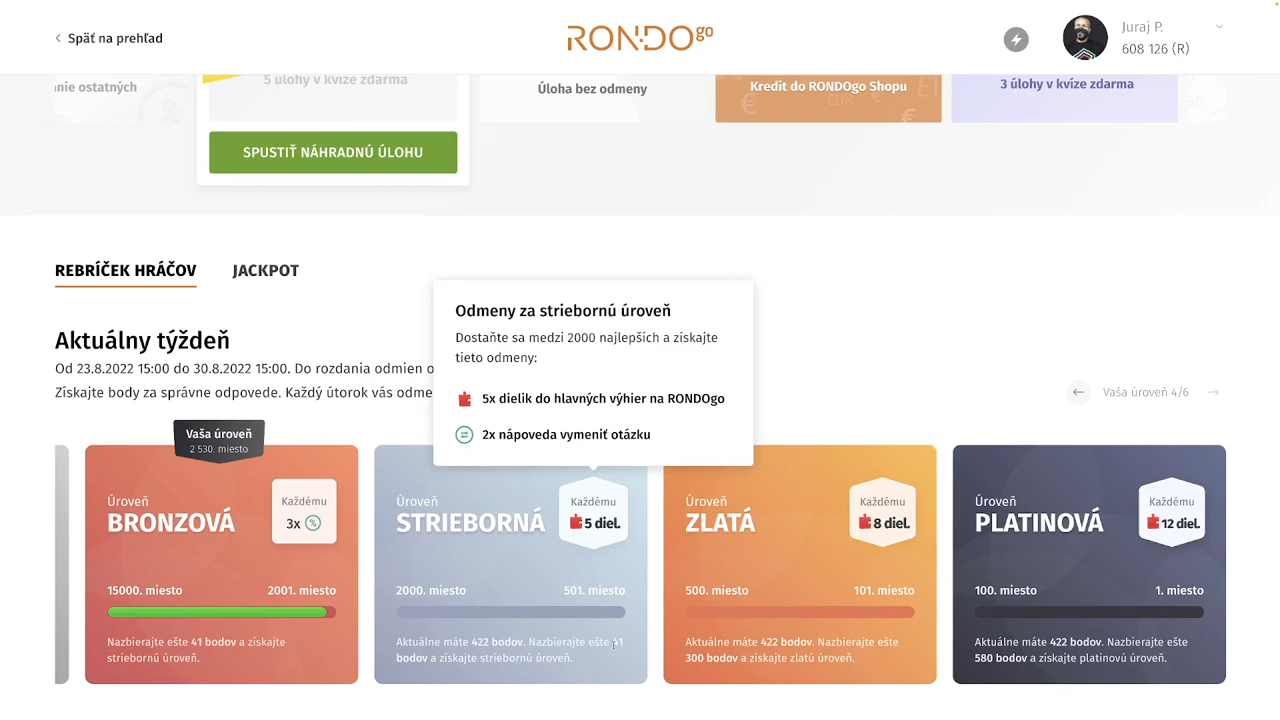 Späť na prehľad
RONDOgo
Juraj P.
608 126 (R)
nie ostatných
5 úlohy v kvíze zdarma
Úloha bez odmeny
Kredit do RONDOgo Shopu
EUR
3 úlohy v kvíze zdarma
SPUSTIŤ NÁHRADNÚ ÚLOHU
REBRÍČEK HRÁČOV
JACKPOT
Odmeny za striebornú úroveň
Dostaňte sa medzi 2000 najlepších a získajte
tieto odmeny:
5x dielik do hlavných výhier na RONDOgo
2x nápoveda vymeniť otázku
Aktuálny týždeň
Od 23.8.2022 15:00 do 30.8.2022 15:00. Do rozdania odmien o
Získajte body za správne odpovede. Každý útorok vás odme
Vaša úroveň 4/6
Vaša úroveň
2 530. miesto
Úroveň
BRONZOVÁ
Každému
3x %
15000. miesto
2001. miesto
Nazbierajte ešte 41 bodov a získajte
striebornú úroveň.
Úroveň
STRIEBORNÁ
Každému
5 diel.
2000. miesto
501. miesto
Aktuálne máte 422 bodov. Nazbierajte ešte 41
bodov a získajte striebornú úroveň.
Úroveň
ZLATÁ
Každému
8 diel.
500. miesto
101. miesto
Aktuálne máte 422 bodov. Nazbierajte ešte
300 bodov a získajte zlatú úroveň.
Úroveň
PLATINOVÁ
Každému
12 diel.
100. miesto
1. miesto
Aktuálne máte 422 bodov. Nazbierajte ešte
580 bodov a získajte platinovú úroveň.